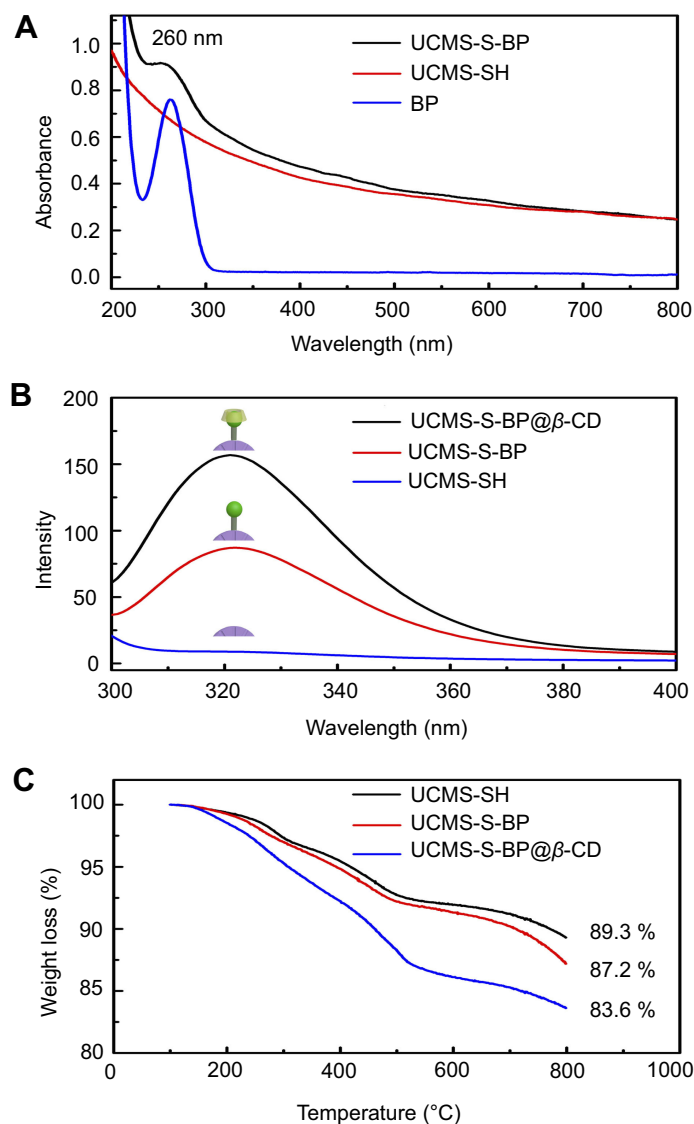 A
260 nm
UCMS-S-BP
UCMS-SH
BP
1.0
0.8
0.6
0.4
0.2
0.0
Absorbance
200 300 400 500 600 700 800
Wavelength (nm)
B
200
150
100
50
0
Intensity
UCMS-S-BP@β-CD
UCMS-S-BP
UCMS-SH
300 320 340 360 380 400
Wavelength (nm)
C
100
95
90
85
80
Weight loss (%)
UCMS-SH
UCMS-S-BP
UCMS-S-BP@β-CD
89.3 %
87.2 %
83.6 %
0 200 400 600 800 1000
Temperature (°C)